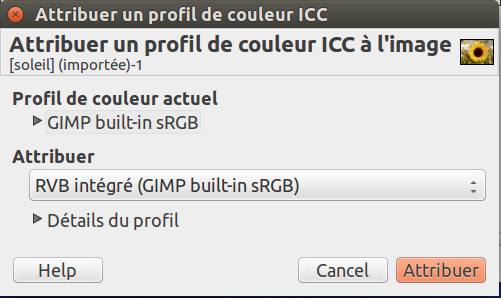 Attribuer un profil de couleur ICC
Attribuer un profil de couleur ICC à l'image
[soleil] (importée)-1
Profil de couleur actuel
GIMP built-in sRGB
Attribuer
RVB intégré (GIMP built-in sRGB)
Détails du profil
Help Cancel Attribuer